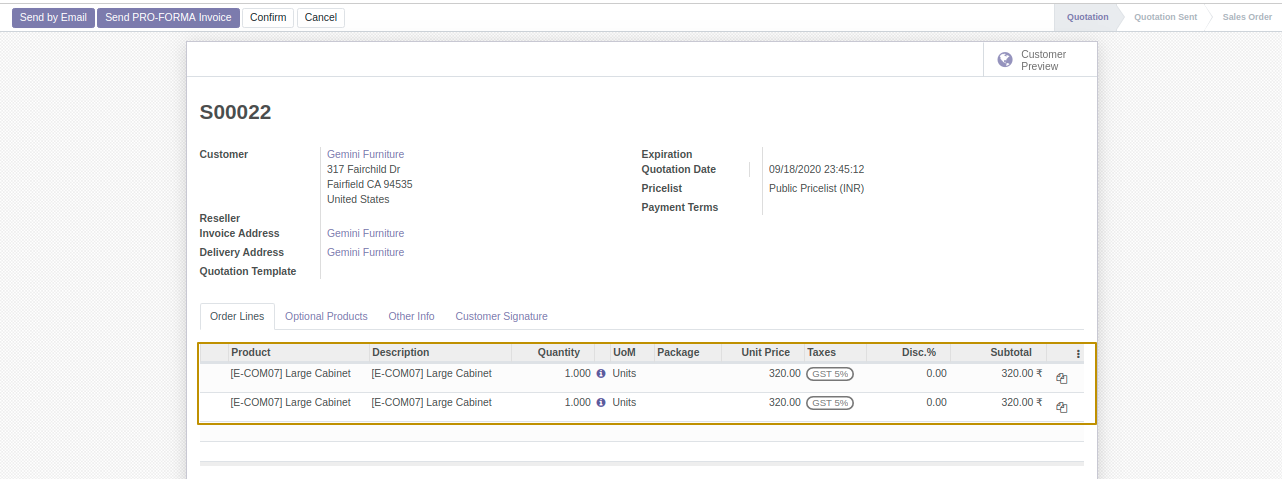 Send by Email Send PRO-FORMA Invoice Confirm Cancel Quotation Quotation Sent Sales Order
Customer
Preview
S00022
Customer Gemini Furniture
317 Fairchild Dr
Fairfield CA 94535
United States
Reseller
Invoice Address Gemini Furniture
Delivery Address Gemini Furniture
Quotation Template
Expiration
Quotation Date 09/18/2020 23:45:12
Pricelist Public Pricelist (INR)
Payment Terms
Order Lines Optional Products Other Info Customer Signature
Product Description Quantity UoM Package Unit Price Taxes Disc.% Subtotal
[E-COM07] Large Cabinet [E-COM07] Large Cabinet 1.000 Units 320.00 GST 5% 0.00 320.00 ₹
[E-COM07] Large Cabinet [E-COM07] Large Cabinet 1.000 Units 320.00 GST 5% 0.00 320.00 ₹